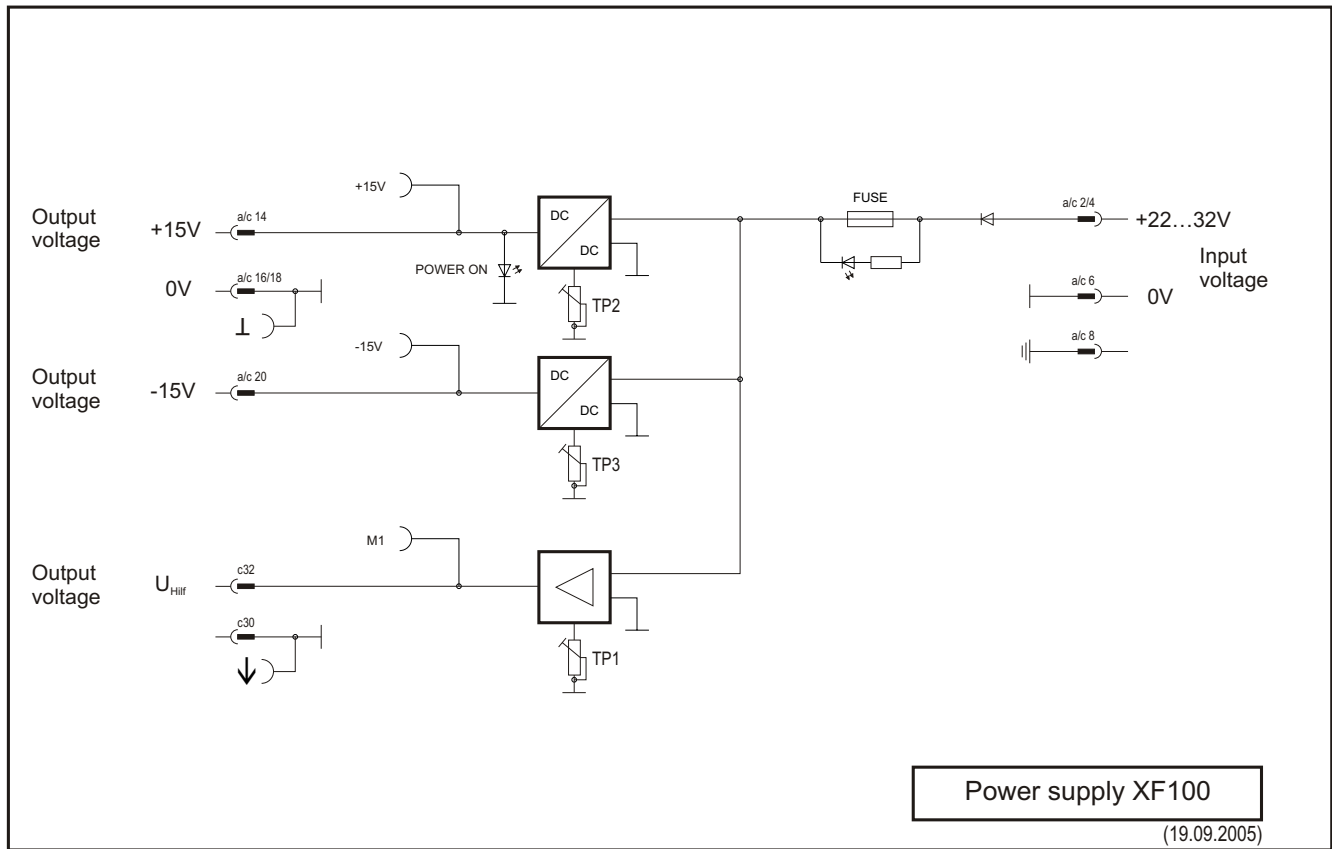 FUSE
a/c 2/4
+22...32V
Input
voltage
a/c 6
0V
a/c 8
Output
voltage
+15V
a/c 14
+15V
POWER ON
DC
DC
TP2
0V
a/c 16/18
⊥
Output
voltage
-15V
a/c 20
-15V
DC
DC
TP3
Output
voltage
U_Hilf
c32
M1
c30
TP1
Power supply XF100
(19.09.2005)